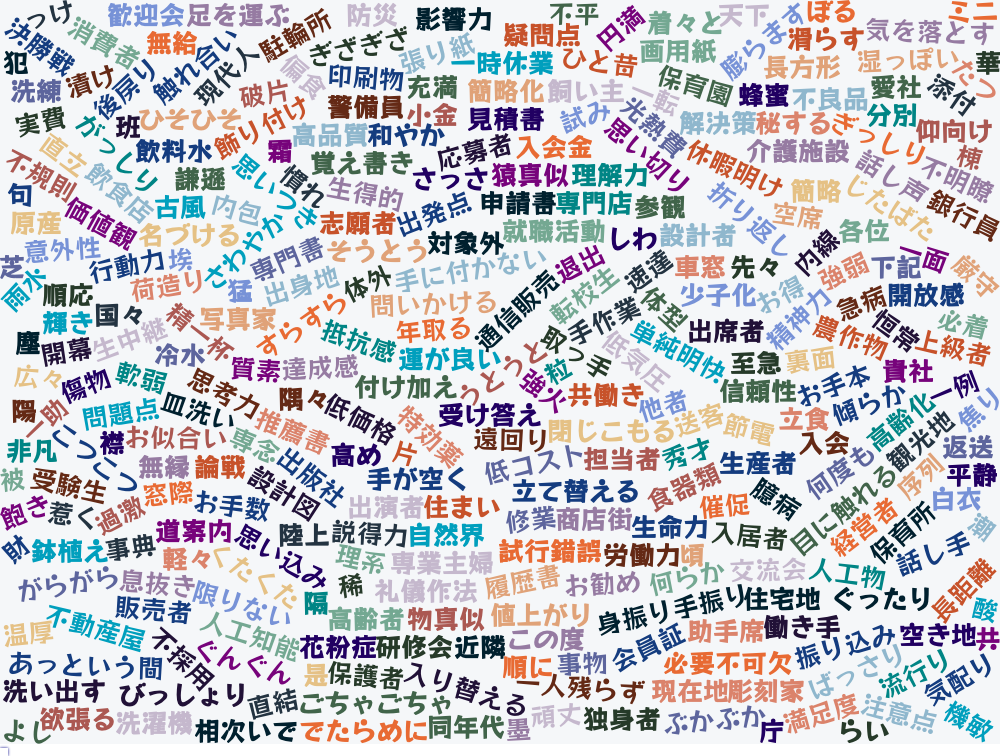 決勝戦
つっけ
歓迎会
足を運ぶ
防災
影響力
不平
円満
着々と
天下
ぼる
ミニ
消費者
無給
触れ合い
駐輪所
ぎざぎざ
張り紙
疑問点
画用紙
膨らます
滑らす
気を落とす
犯
洗練
漬け
後戻り
現代人
扇食
印刷物
充満
一時休業
ひと昔
保育園
長方形
湿っぽい
華
破片
警備員
小金
簡略化
飼い主
一転
蜂蜜
不良品
愛社
添付
たつ
実費
がっしり
班
ひそひそ
飾り付け
高品質
和やか
見積書
試み
光熱費
解決策
秘する
ぎっしり
分別
仰向け
棟
直立
飲料水
霜
覚え書き
応募者
入会金
思い切り
休暇明け
介護施設
話し声
不明瞭
不規則
飲食店
謙遜
思いつき
慣れ
生得的
さっさ
猿真似
理解力
折り返し
簡略
じたばた
銀行員
句
原産
価値観
古風
内包
さわやか
志願者
出発点
申請書
専門店
参観
空席
名づける
意外性
専門書
そうとう
対象外
就職活動
しわ
設計者
内線
各位
一面
厳守
芝
雨水
行動力
埃
猛
出身地
体外
手に付かない
通信販売
退出
速達
車窓
先々
強弱
下記
順応
荷造り
問いかける
転校生
体型
少子化
お得
精神力
急病
開放感
輝き
国々
精一杯
写真家
すらすら
抵抗感
年取る
取っ手
手作業
単純明快
出席者
農作物
恒常
必着
上級者
塵
開幕
生中継
冷水
質素
達成感
運が良い
うとうと
粒
低気圧
至急
裏面
貴社
広々
傷物
軟弱
思考力
隅々
付け加え
強火
共働き
信頼性
お手本
一例
陽
一助
問題点
皿洗い
推薦書
低価格
特効薬
受け答え
他者
立食
傾らか
高齢化
焦り
非凡
こつこつ
襟
お似合い
専念
出版社
高め
片
遠回り
閉じこもる
送客
節電
入会
観光地
返送
被
受験生
無縁
論戦
設計図
手が空く
低コスト
担当者
秀才
生産者
何度も
序列
平静
飽き
惹く
過激
窓際
お手数
出演者
住まい
立て替える
食器類
催促
臆病
目に触れる
白衣
財
鉢植え
事典
道案内
思い込み
陸上
説得力
自然界
修業
商店街
生命力
入居者
経営者
保育所
潮
軽々
くたくた
理系
専業主婦
試行錯誤
労働力
頃
話し手
がらがら
息抜き
限りない
稀
礼儀作法
履歴書
お勧め
何らか
交流会
人工物
長距離
酸
温厚
不動産屋
販売者
人工知能
隔
高齢者
物真似
値上がり
身振り手振り
住宅地
ぐったり
あっという間
不採用
ぐんぐん
花粉症
研修会
近隣
この度
会員証
助手席
働き手
振り込み
空き地
共
是
保護者
入り替える
順に
事物
必要不可欠
ばっさり
流行り
気配り
洗い出す
びっしょり
直結
ごちゃごちゃ
一人残らず
現在地
彫刻家
よし
欲張る
洗濯機
相次いで
でたらめに
同年代
墨
頑丈
独身者
ぶかぶか
庁
満足度
注意点
らい
機敏